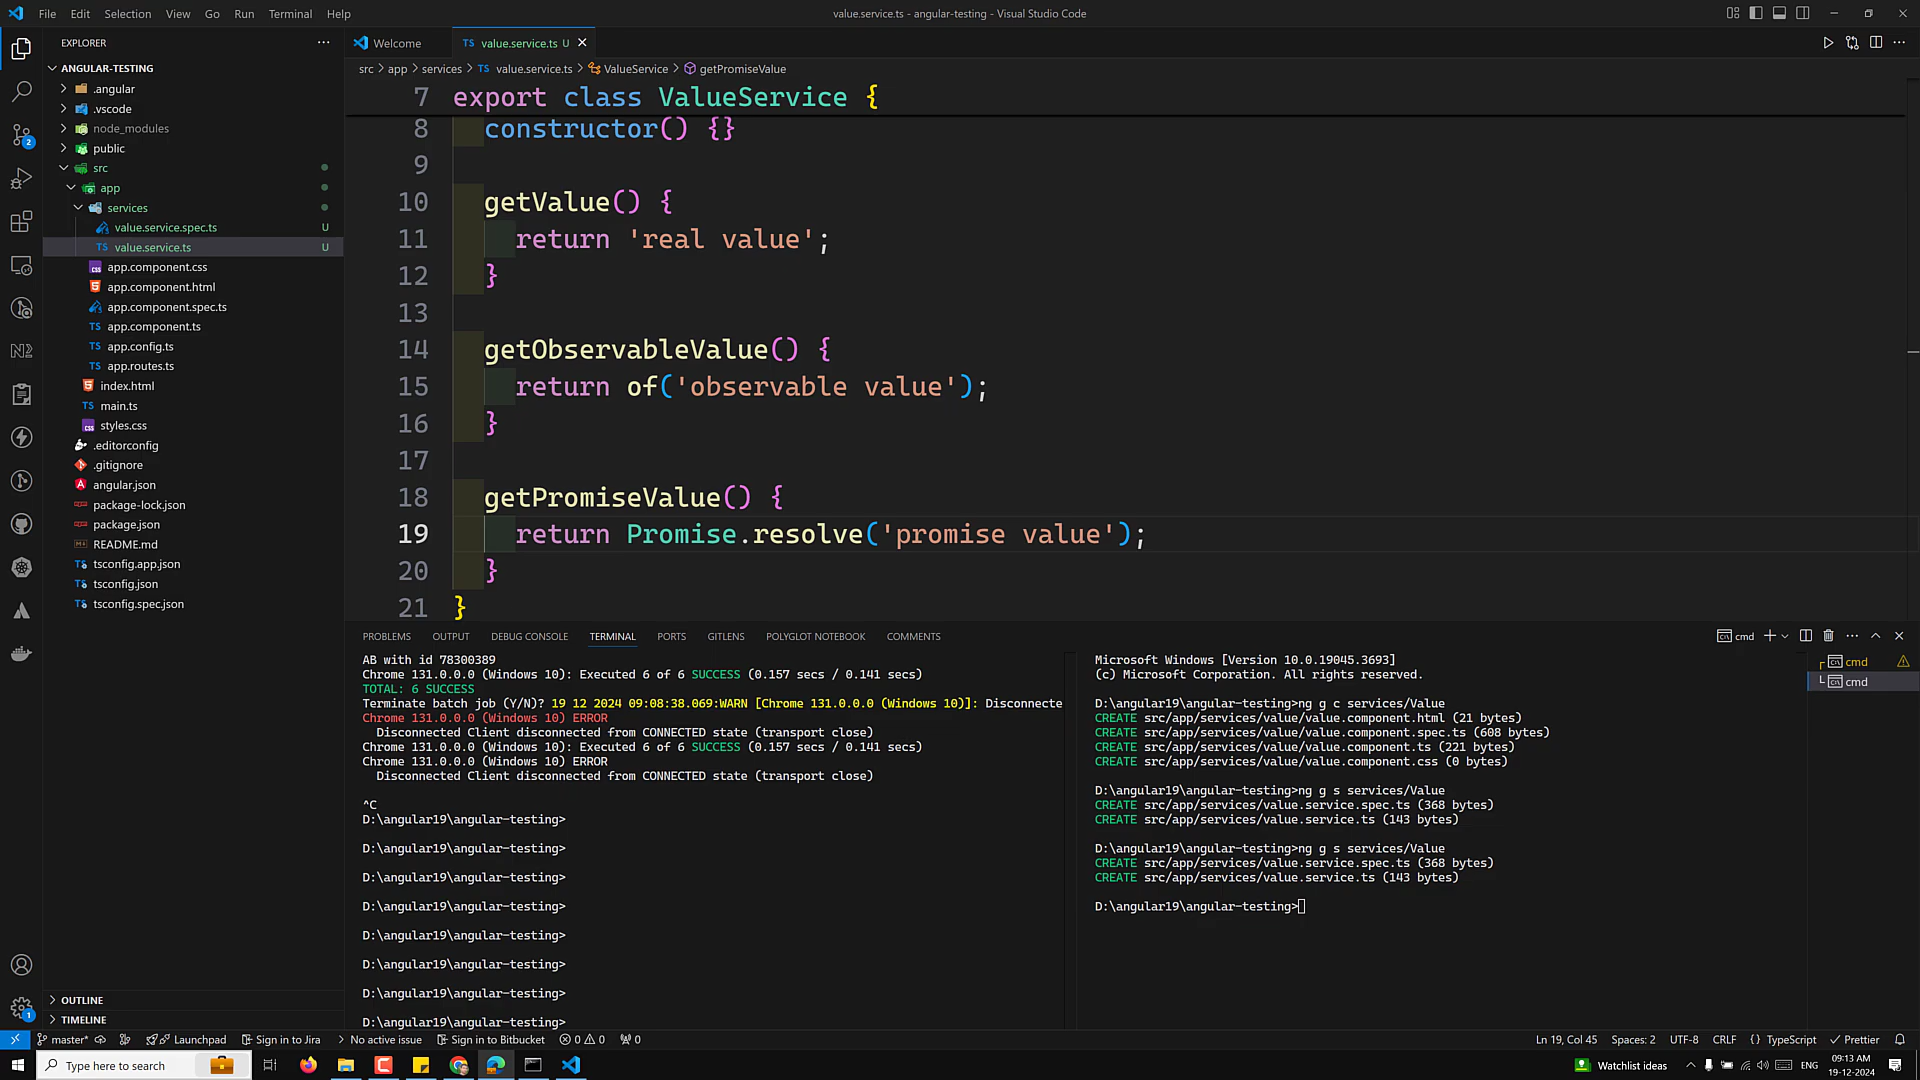 File Edit Selection View Go Run Terminal Help
value.service.ts - angular-testing - Visual Studio Code
EXPLORER
ANGULAR-TESTING
.angular
.vscode
node_modules
public
src
app
services
value.service.spec.ts U
value.service.ts U
app.component.css
app.component.html
app.component.spec.ts
app.component.ts
app.config.ts
app.routes.ts
index.html
main.ts
styles.css
.editorconfig
.gitignore
angular.json
package-lock.json
package.json
README.md
tsconfig.app.json
tsconfig.json
tsconfig.spec.json
OUTLINE
TIMELINE
Welcome
TS value.service.ts U
src > app > services > TS value.service.ts > ValueService > getPromiseValue
7 export class ValueService {
8 constructor() {}
9
10 getValue() {
11 return 'real value';
12 }
13
14 getObservableValue() {
15 return of('observable value');
16 }
17
18 getPromiseValue() {
19 return Promise.resolve('promise value');
20 }
21 }
PROBLEMS OUTPUT DEBUG CONSOLE TERMINAL PORTS GITLENS POLYGLOT NOTEBOOK COMMENTS
cmd
AB with id 78300389
Chrome 131.0.0.0 (Windows 10): Executed 6 of 6 SUCCESS (0.157 secs / 0.141 secs)
TOTAL: 6 SUCCESS
Terminate batch job (Y/N)? 19 12 2024 09:08:38.069:WARN [Chrome 131.0.0.0 (Windows 10)]: Disconnecte
Chrome 131.0.0.0 (Windows 10) ERROR
Disconnected Client disconnected from CONNECTED state (transport close)
Chrome 131.0.0.0 (Windows 10): Executed 6 of 6 SUCCESS (0.157 secs / 0.141 secs)
Chrome 131.0.0.0 (Windows 10) ERROR
Disconnected Client disconnected from CONNECTED state (transport close)
^C
D:\angular19\angular-testing>
D:\angular19\angular-testing>
D:\angular19\angular-testing>
D:\angular19\angular-testing>
D:\angular19\angular-testing>
D:\angular19\angular-testing>
D:\angular19\angular-testing>
D:\angular19\angular-testing>
Microsoft Windows [Version 10.0.19045.3693]
(c) Microsoft Corporation. All rights reserved.
D:\angular19\angular-testing>ng g c services/Value
CREATE src/app/services/value/value.component.html (21 bytes)
CREATE src/app/services/value/value.component.spec.ts (608 bytes)
CREATE src/app/services/value/value.component.ts (221 bytes)
CREATE src/app/services/value/value.component.css (0 bytes)
D:\angular19\angular-testing>ng g s services/Value
CREATE src/app/services/value.service.spec.ts (368 bytes)
CREATE src/app/services/value.service.ts (143 bytes)
D:\angular19\angular-testing>ng g s services/Value
CREATE src/app/services/value.service.spec.ts (368 bytes)
CREATE src/app/services/value.service.ts (143 bytes)
D:\angular19\angular-testing>
cmd
cmd
master* Launchpad Sign in to Jira No active issue Sign in to Bitbucket 0 0 0
Ln 19, Col 45 Spaces: 2 UTF-8 CRLF {} TypeScript Prettier
Type here to search
Watchlist ideas
ENG
09:13 AM
19-12-2024